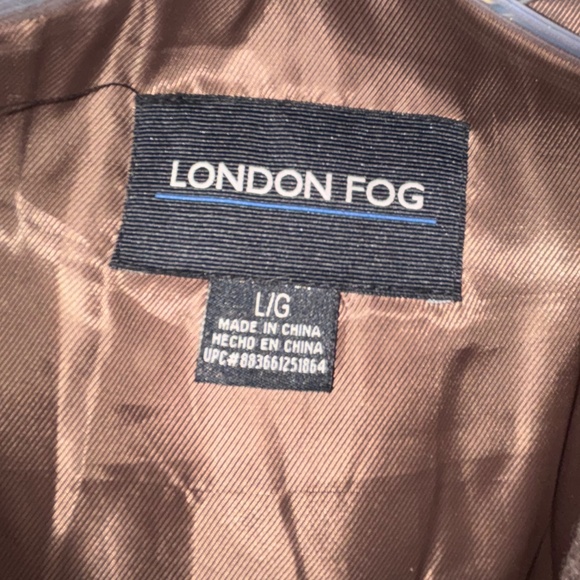 LONDON FOG
L/G
MADE IN CHINA
HECHO EN CHINA
UPC#883661251864